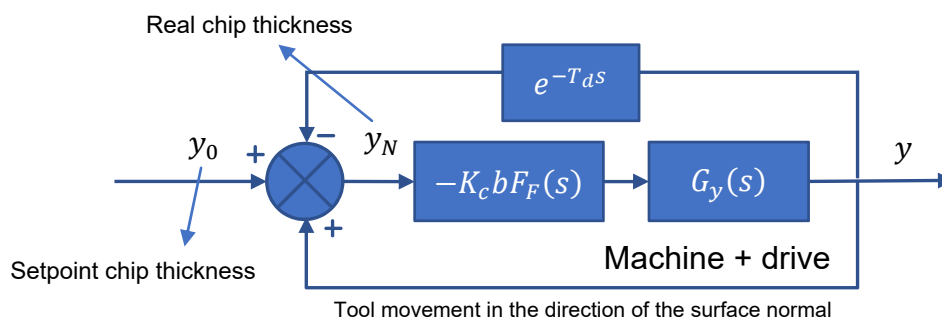 Real chip thickness
e^{-T_d s}
−
y_0
+
y_N
−K_c bF_F(s)
G_y(s)
y
+
Setpoint chip thickness
Machine + drive
Tool movement in the direction of the surface normal